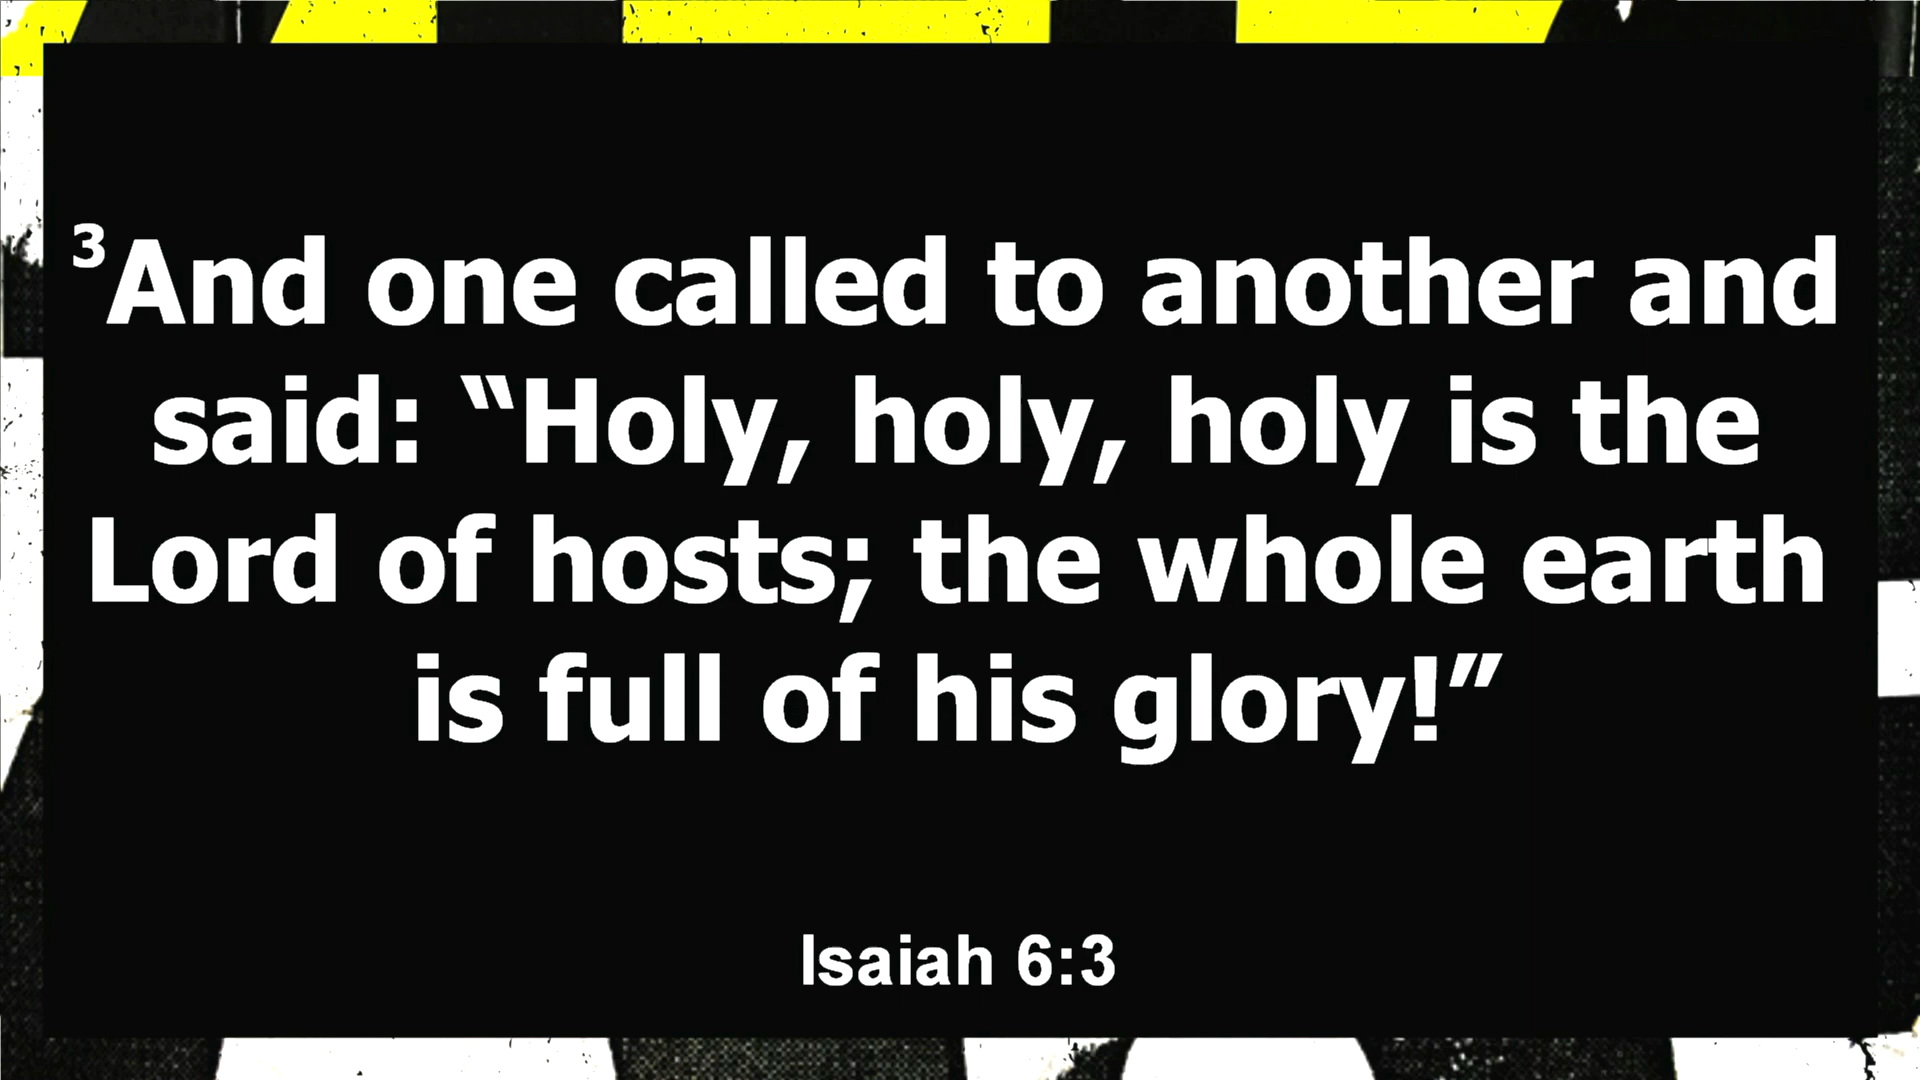 ³And one called to another and
said: “Holy, holy, holy is the
Lord of hosts; the whole earth
is full of his glory!”
Isaiah 6:3